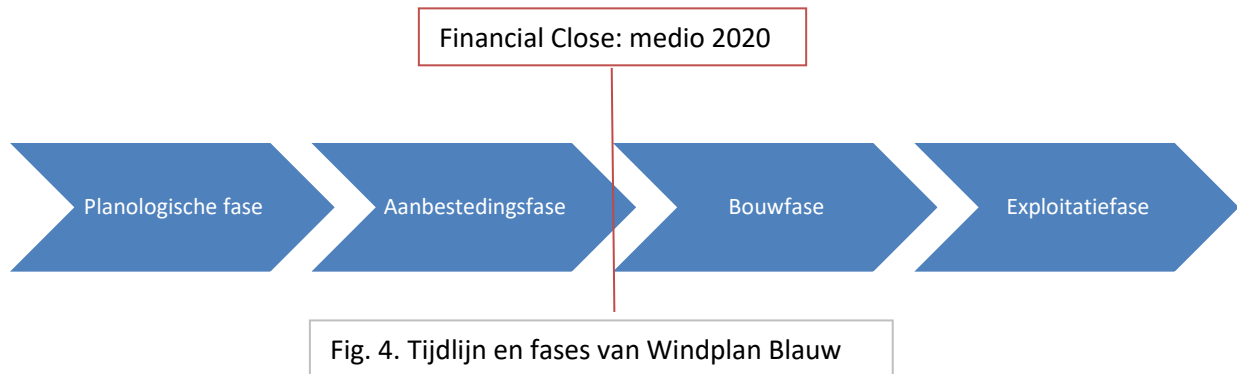 Financial Close: medio 2020
Planologische fase
Aanbestedingsfase
Bouwfase
Exploitatiefase
Fig. 4. Tijdlijn en fases van Windplan Blauw